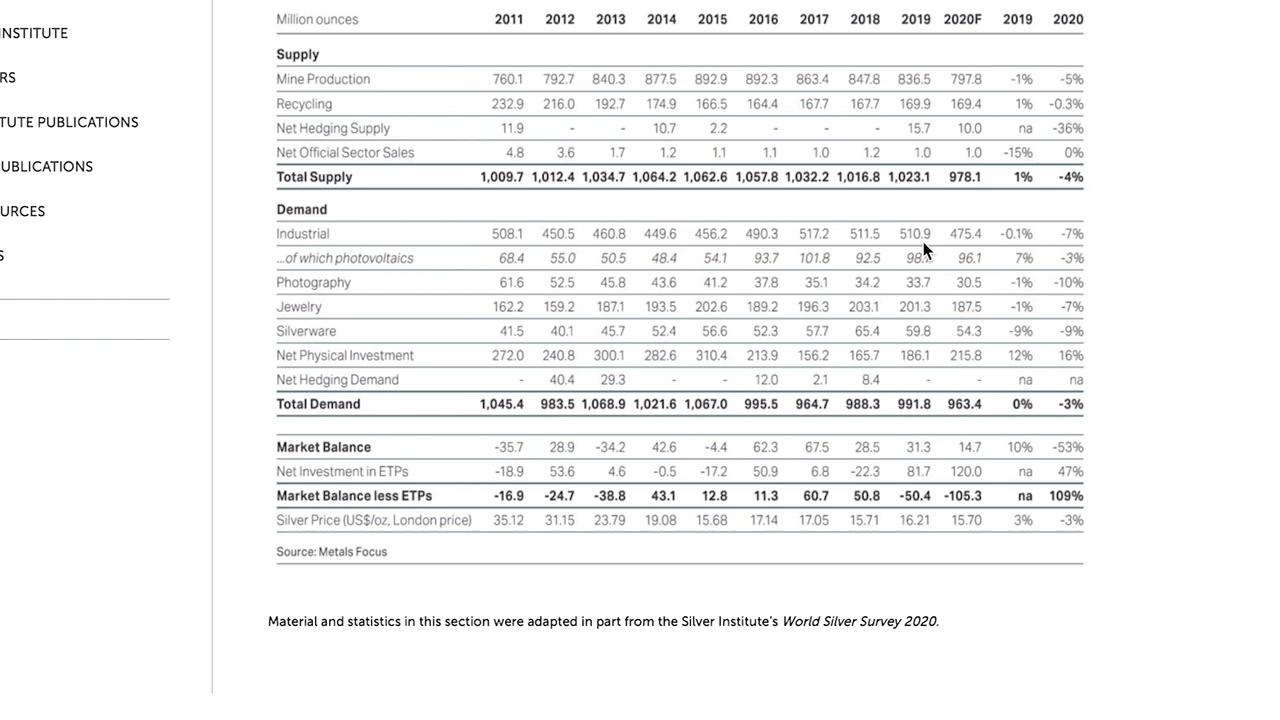 INSTITUTE
RS
TUTE PUBLICATIONS
UBLICATIONS
URCES
S
Million ounces 2011 2012 2013 2014 2015 2016 2017 2018 2019 2020F 2019 2020
Supply
Mine Production 760.1 792.7 840.3 877.5 892.9 892.3 863.4 847.8 836.5 797.8 -1% -5%
Recycling 232.9 216.0 192.7 174.9 166.5 164.4 167.7 167.7 169.9 169.4 1% -0.3%
Net Hedging Supply 11.9 - - 10.7 2.2 - - - 15.7 10.0 na -36%
Net Official Sector Sales 4.8 3.6 1.7 1.2 1.1 1.1 1.0 1.2 1.0 1.0 -15% 0%
Total Supply 1,009.7 1,012.4 1,034.7 1,064.2 1,062.6 1,057.8 1,032.2 1,016.8 1,023.1 978.1 1% -4%
Demand
Industrial 508.1 450.5 460.8 449.6 456.2 490.3 517.2 511.5 510.9 475.4 -0.1% -7%
...of which photovoltaics 68.4 55.0 50.5 48.4 54.1 93.7 101.8 92.5 96.1 7% -3%
Photography 61.6 52.5 45.8 43.6 41.2 37.8 35.1 34.2 33.7 30.5 -1% -10%
Jewelry 162.2 159.2 187.1 193.5 202.6 189.2 196.3 203.1 201.3 187.5 -1% -7%
Silverware 41.5 40.1 45.7 52.4 56.6 52.3 57.7 65.4 59.8 54.3 -9% -9%
Net Physical Investment 272.0 240.8 300.1 282.6 310.4 213.9 156.2 165.7 186.1 215.8 12% 16%
Net Hedging Demand - 40.4 29.3 - - 12.0 2.1 8.4 - - na na
Total Demand 1,045.4 983.5 1,068.9 1,021.6 1,067.0 995.5 964.7 988.3 991.8 963.4 0% -3%
Market Balance -35.7 28.9 -34.2 42.6 -4.4 62.3 67.5 28.5 31.3 14.7 10% -53%
Net Investment in ETPs -18.9 53.6 4.6 -0.5 -17.2 50.9 6.8 -22.3 81.7 120.0 na 47%
Market Balance less ETPs -16.9 -24.7 -38.8 43.1 12.8 11.3 60.7 50.8 -50.4 -105.3 na 109%
Silver Price (US$/oz, London price) 35.12 31.15 23.79 19.08 15.68 17.14 17.05 15.71 16.21 15.70 3% -3%
Source: Metals Focus
Material and statistics in this section were adapted in part from the Silver Institute's World Silver Survey 2020.